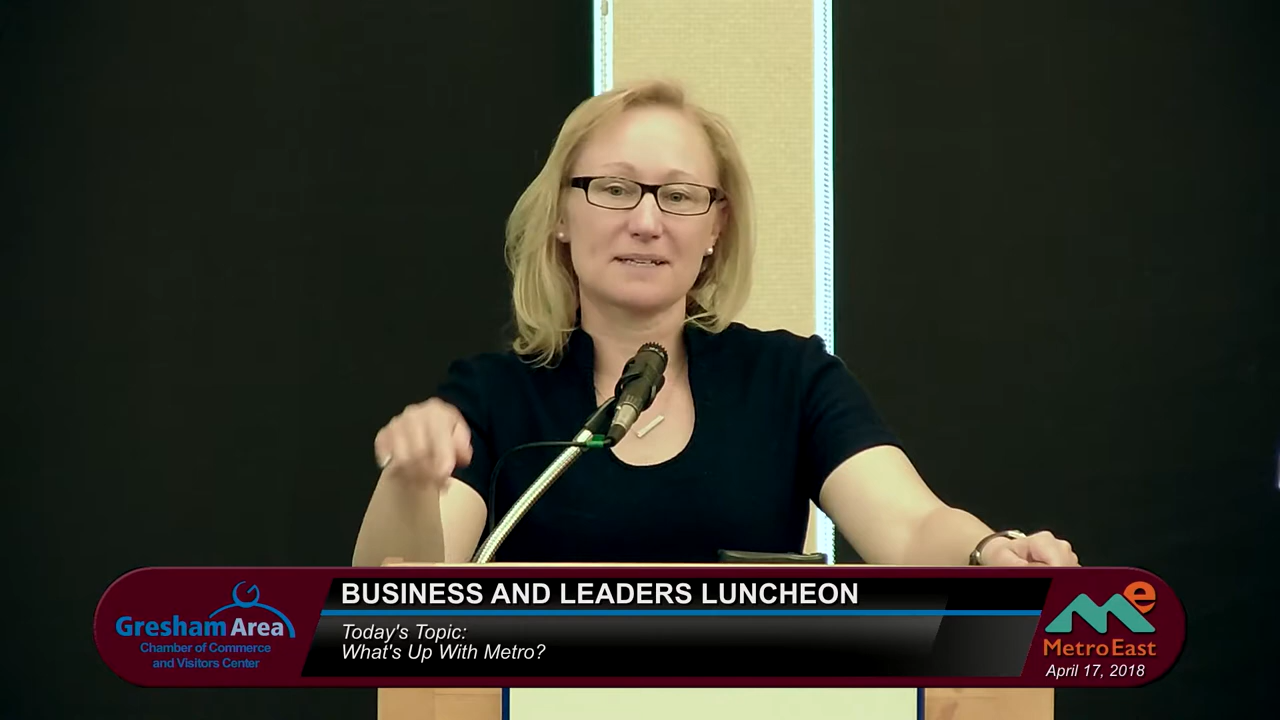 BUSINESS AND LEADERS LUNCHEON
Gresham Area
Chamber of Commerce
and Visitors Center
Today's Topic:
What's Up With Metro?
Me
MetroEast
April 17, 2018